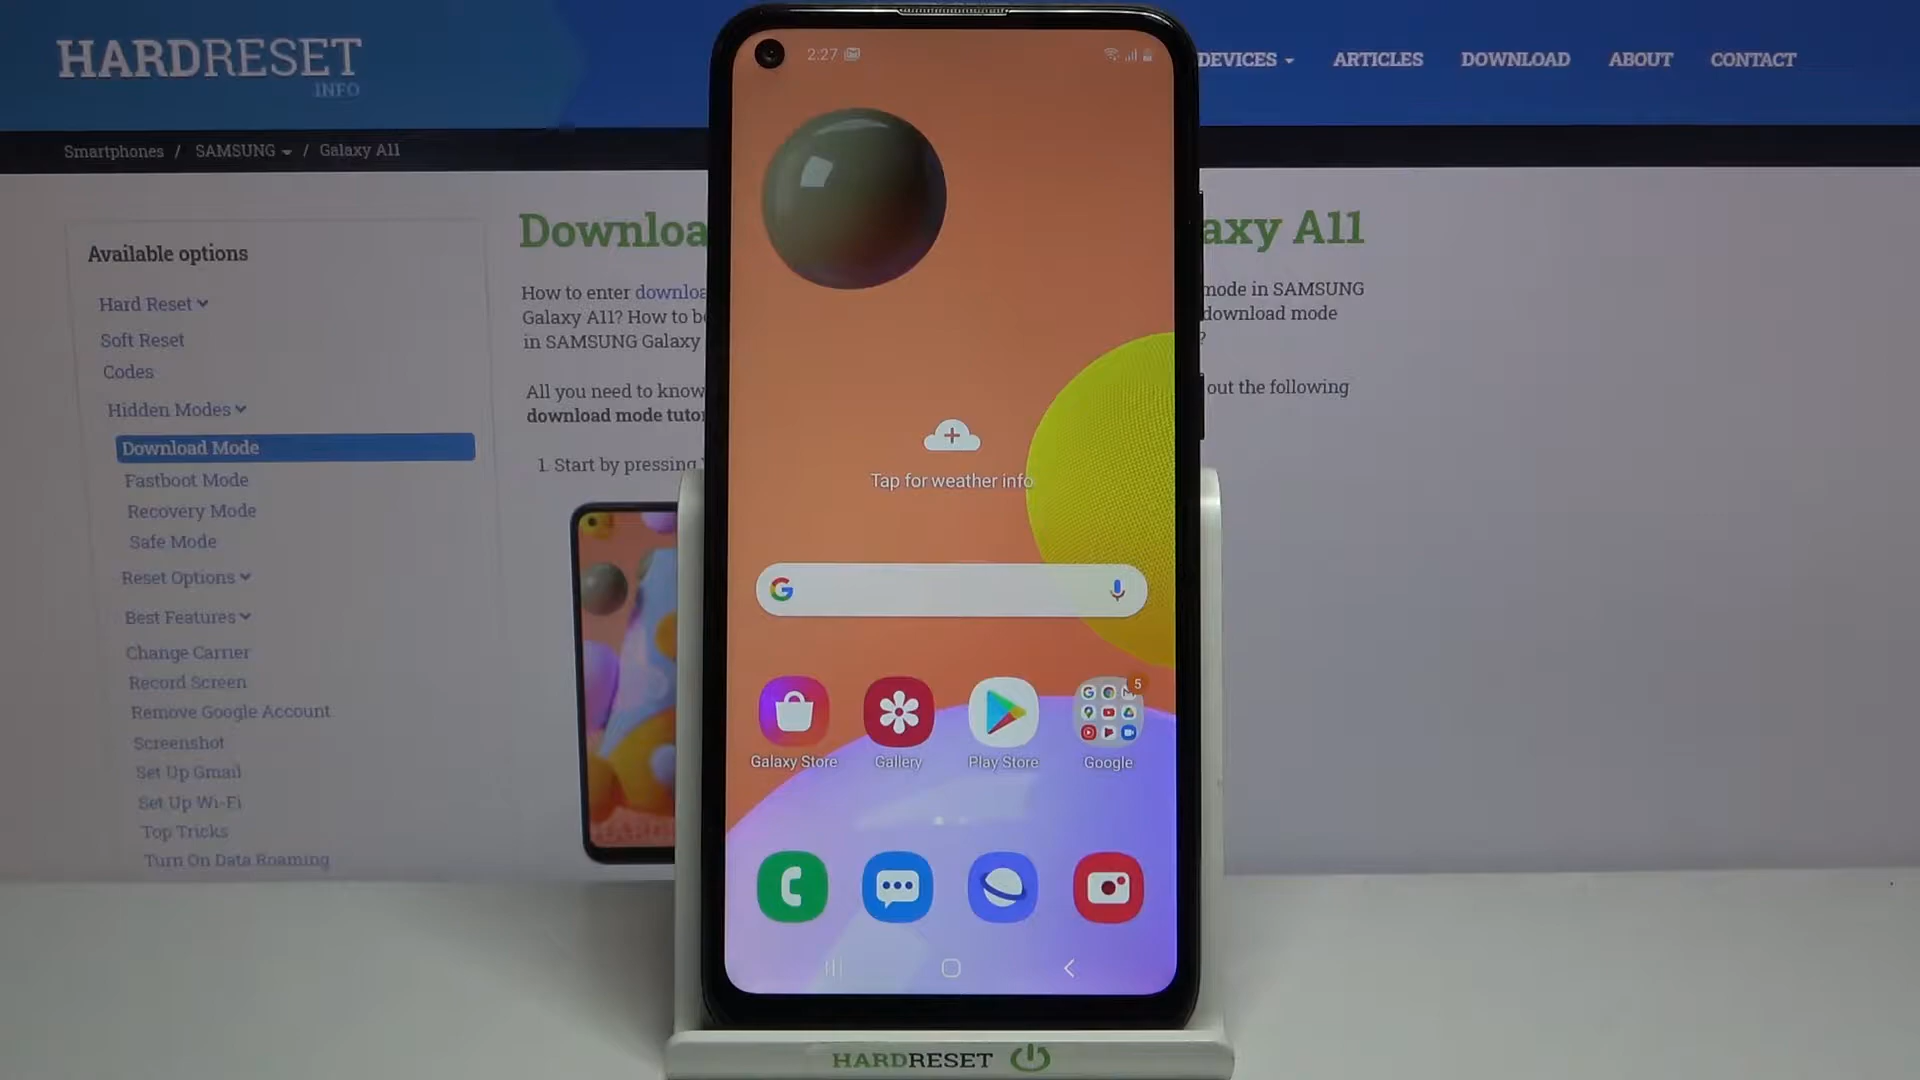 HARDRESET
INFO
DEVICES
ARTICLES
DOWNLOAD
ABOUT
CONTACT
Smartphones / SAMSUNG / Galaxy A11
Available options
Hard Reset
Soft Reset
Codes
Hidden Modes
Download Mode
Fastboot Mode
Recovery Mode
Safe Mode
Reset Options
Best Features
Change Carrier
Record Screen
Remove Google Account
Screenshot
Set Up Gmail
Set Up Wi-Fi
Top Tricks
Turn On Data Roaming
Downloa
axy A11
How to enter downloa
mode in SAMSUNG
Galaxy A11? How to b
download mode
in SAMSUNG Galaxy
?
All you need to know
out the following
download mode tutor
1. Start by pressing
2:27
Tap for weather info
G
5
Galaxy Store
Gallery
Play Store
Google
HARDRESET